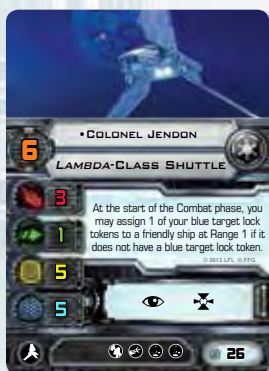 •Colonel Jendon
6
Lambda-Class Shuttle
3
At the start of the Combat phase, you
may assign 1 of your blue target lock
tokens to a friendly ship at Range 1 if it
does not have a blue target lock token.
© 2013 LFL © FFG
1
5
5
26